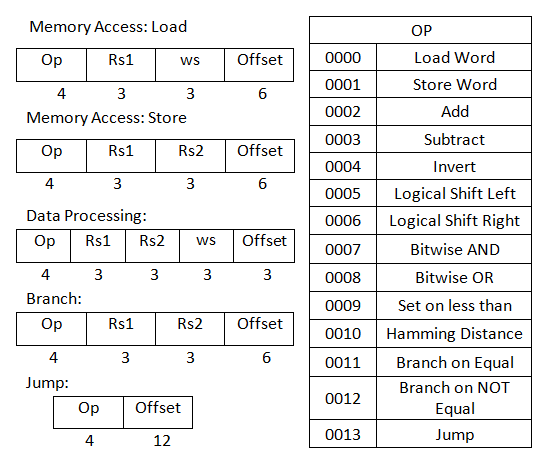 Memory Access: Load
Op Rs1 ws Offset
4 3 3 6
Memory Access: Store
Op Rs1 Rs2 Offset
4 3 3 6
Data Processing:
Op Rs1 Rs2 ws Offset
4 3 3 3 3
Branch:
Op Rs1 Rs2 Offset
4 3 3 6
Jump:
Op Offset
4 12
OP
0000 Load Word
0001 Store Word
0002 Add
0003 Subtract
0004 Invert
0005 Logical Shift Left
0006 Logical Shift Right
0007 Bitwise AND
0008 Bitwise OR
0009 Set on less than
0010 Hamming Distance
0011 Branch on Equal
0012 Branch on NOT
Equal
0013 Jump